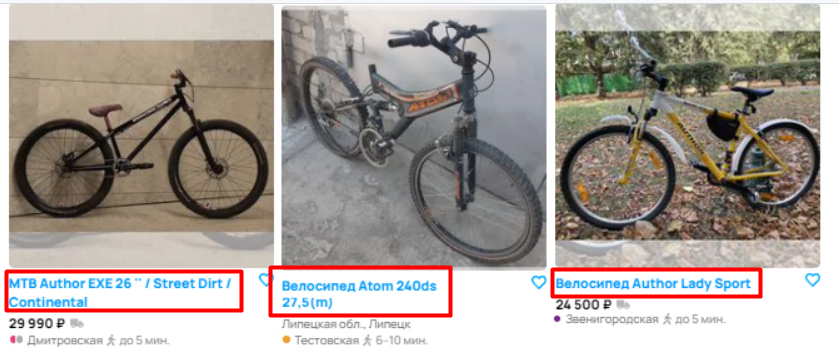 ATOM
MTB Author EXE 26 '' / Street Dirt /
Continental
29 990 ₽
Дмитровская до 5 мин.
Велосипед Atom 240ds
27,5(m)
Липецкая обл., Липецк
Тестовская 6–10 мин.
Велосипед Author Lady Sport
24 500 ₽
Звенигородская до 5 мин.